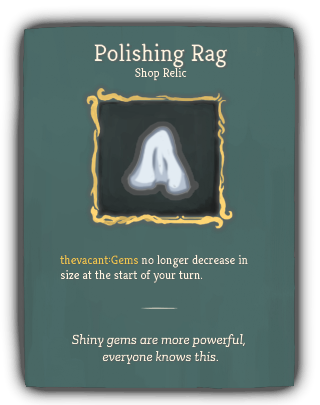 Polishing Rag
Shop Relic
thevacant:Gems no longer decrease in
size at the start of your turn.
Shiny gems are more powerful,
everyone knows this.